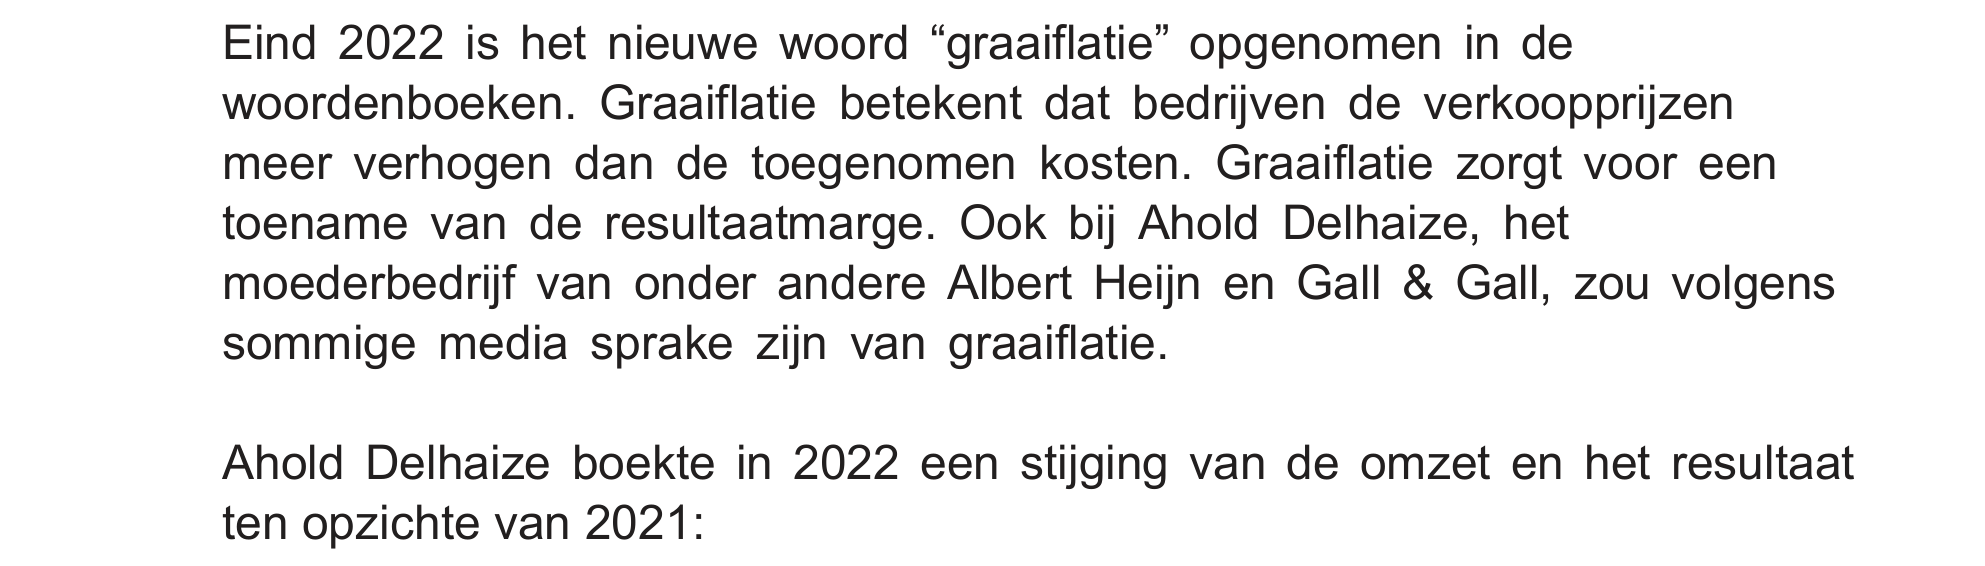 Eind 2022 is het nieuwe woord “graaiflatie” opgenomen in de
woordenboeken. Graaiflatie betekent dat bedrijven de verkoopprijzen
meer verhogen dan de toegenomen kosten. Graaiflatie zorgt voor een
toename van de resultaatmarge. Ook bij Ahold Delhaize, het
moederbedrijf van onder andere Albert Heijn en Gall & Gall, zou volgens
sommige media sprake zijn van graaiflatie.
Ahold Delhaize boekte in 2022 een stijging van de omzet en het resultaat
ten opzichte van 2021: